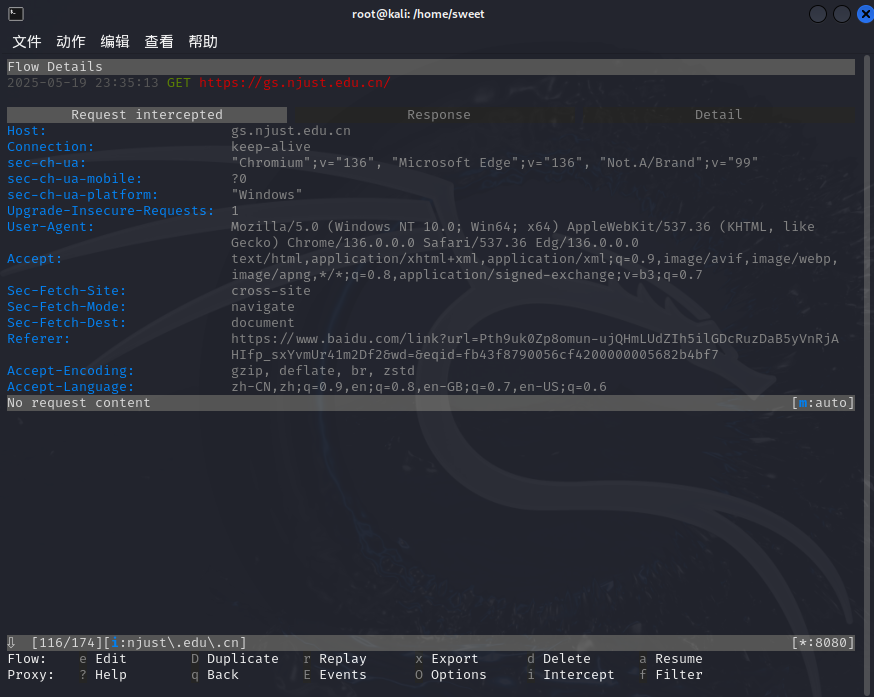 root@kali: /home/sweet
文件 动作 编辑 查看 帮助
Flow Details
2025-05-19 23:35:13 GET https://gs.njust.edu.cn/
Request intercepted Response Detail
Host: gs.njust.edu.cn
Connection: keep-alive
sec-ch-ua: "Chromium";v="136", "Microsoft Edge";v="136", "Not.A/Brand";v="99"
sec-ch-ua-mobile: ?0
sec-ch-ua-platform: "Windows"
Upgrade-Insecure-Requests: 1
User-Agent: Mozilla/5.0 (Windows NT 10.0; Win64; x64) AppleWebKit/537.36 (KHTML, like
Gecko) Chrome/136.0.0.0 Safari/537.36 Edg/136.0.0.0
Accept: text/html,application/xhtml+xml,application/xml;q=0.9,image/avif,image/webp,
image/apng,*/*;q=0.8,application/signed-exchange;v=b3;q=0.7
Sec-Fetch-Site: cross-site
Sec-Fetch-Mode: navigate
Sec-Fetch-Dest: document
Referer: https://www.baidu.com/link?url=Pth9uk0Zp8omun-ujQHmLUdZIh5ilGDcRuzDaB5yVnRjA
HIfp_sxYvmUr41m2Df2&wd=&eqid=fb43f8790056cf4200000005682b4bf7
Accept-Encoding: gzip, deflate, br, zstd
Accept-Language: zh-CN,zh;q=0.9,en;q=0.8,en-GB;q=0.7,en-US;q=0.6
No request content [m:auto]
⇩ [116/174][i:njust\.edu\.cn] [*:8080]
Flow: e Edit D Duplicate r Replay x Export d Delete a Resume
Proxy: ? Help q Back E Events O Options i Intercept f Filter